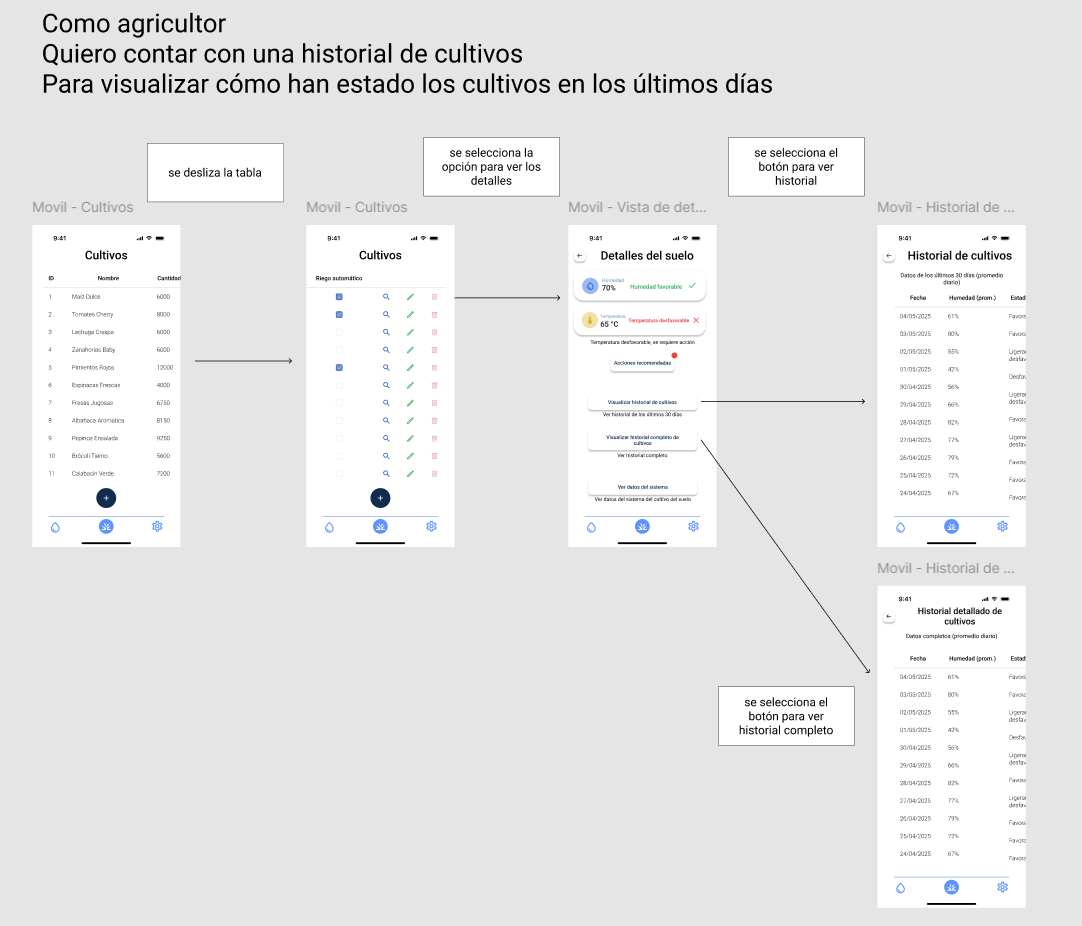 Como agricultor
Quiero contar con una historial de cultivos
Para visualizar cómo han estado los cultivos en los últimos días
se desliza la tabla
se selecciona la
opción para ver los
detalles
se selecciona el
botón para ver
historial
Movil - Cultivos
Movil - Cultivos
Movil - Vista de det...
Movil - Historial de ...
9:41
Cultivos
ID Nombre Cantidad
1 Maíz Dulce 6000
2 Tomates Cherry 8000
3 Lechuga Crespa 6000
4 Zanahorias Baby 6000
5 Pimientos Rojos 12000
6 Espinacas Frescas 4000
7 Fresas Jugosas 6750
8 Albahaca Aromática 8150
9 Pepinos Ensalada 9250
10 Brócoli Tierno 5600
11 Calabacín Verde 7200
+
9:41
Cultivos
Riego automático
+
9:41
←
Detalles del suelo
Humedad
70%
Humedad favorable
Temperatura
65 °C
Temperatura desfavorable
Temperatura desfavorable, se requiere acción
Acciones recomendadas
Visualizar historial de cultivos
Ver historial de los últimos 30 días
Visualizar historial completo de
cultivos
Ver historial completo
Ver datos del sistema
Ver datos del sistema del cultivo del suelo
9:41
←
Historial de cultivos
Datos de los últimos 30 días (promedio
diario)
Fecha Humedad (prom.) Estad
04/05/2025 61% Favora
03/05/2025 80% Favora
02/05/2025 55% Ligera
desfav
01/05/2025 42% Desfav
30/04/2025 56% Ligera
desfav
29/04/2025 66%
28/04/2025 82% Favora
27/04/2025 77% Ligera
desfav
26/04/2025 79% Favora
25/04/2025 72% Favora
24/04/2025 67% Favora
Movil - Historial de ...
9:41
←
Historial detallado de
cultivos
Datos completos (promedio diario)
Fecha Humedad (prom.) Estad
04/05/2025 61% Favora
03/05/2025 80% Favora
02/05/2025 55% Ligera
desfav
01/05/2025 42% Desfav
30/04/2025 56% Ligera
desfav
29/04/2025 66%
28/04/2025 82% Favora
27/04/2025 77% Ligera
desfav
26/04/2025 79% Favora
25/04/2025 72% Favora
24/04/2025 67% Favora
se selecciona el
botón para ver
historial completo